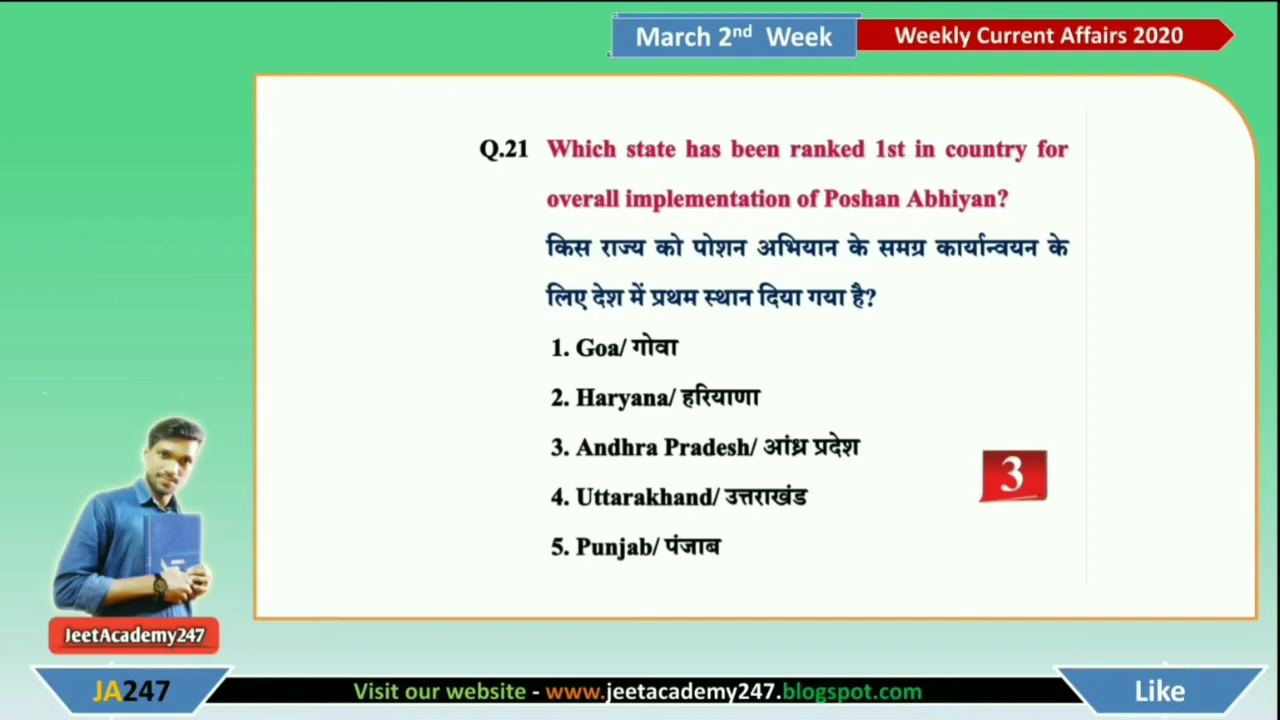 March 2nd Week
Weekly Current Affairs 2020
Q.21 Which state has been ranked 1st in country for
overall implementation of Poshan Abhiyan?
किस राज्य को पोशन अभियान के समग्र कार्यान्वयन के
लिए देश में प्रथम स्थान दिया गया है?
1. Goa/ गोवा
2. Haryana/ हरियाणा
3. Andhra Pradesh/ आंध्र प्रदेश
3
4. Uttarakhand/ उत्तराखंड
5. Punjab/ पंजाब
JeetAcademy247
JA247
Visit our website - www.jeetacademy247.blogspot.com
Like